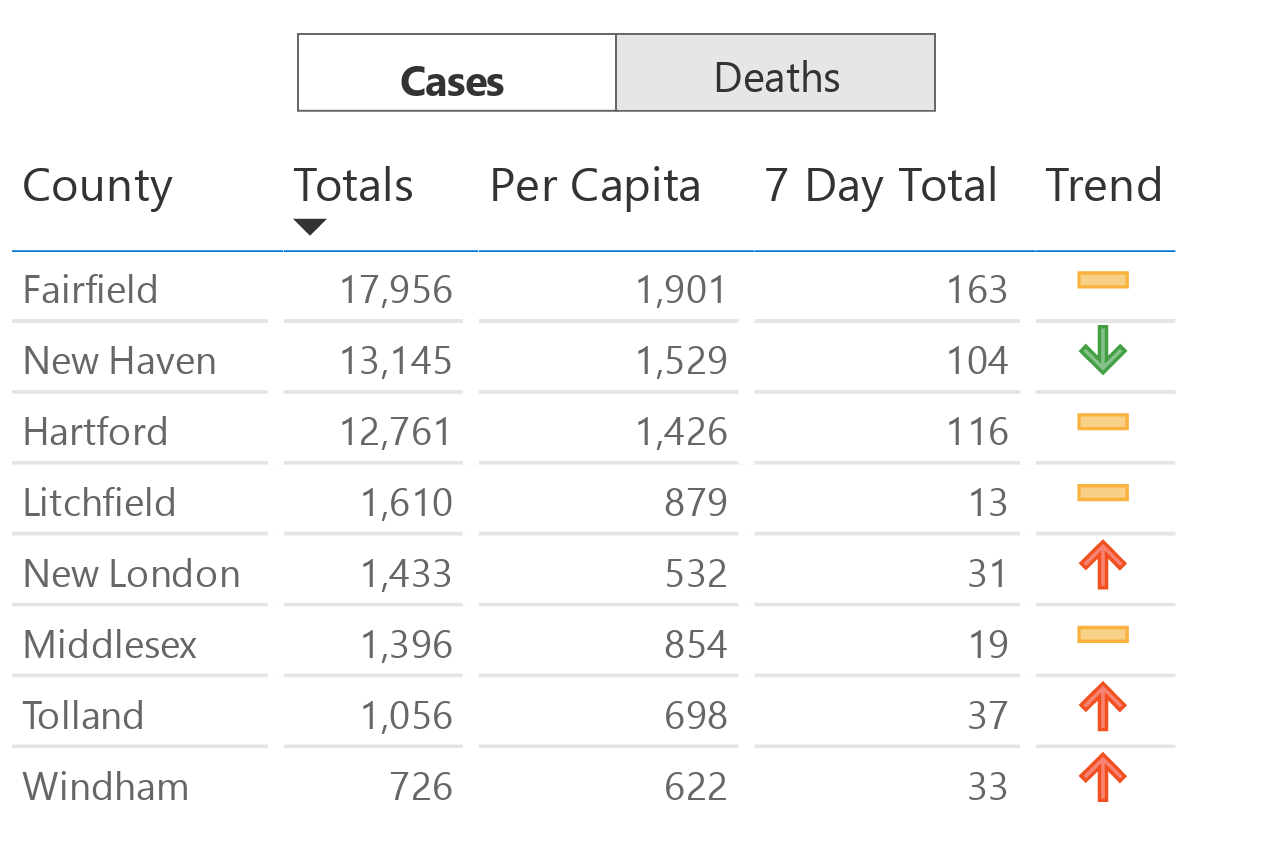 Cases Deaths
County Totals Per Capita 7 Day Total Trend
Fairfield 17,956 1,901 163
New Haven 13,145 1,529 104
Hartford 12,761 1,426 116
Litchfield 1,610 879 13
New London 1,433 532 31
Middlesex 1,396 854 19
Tolland 1,056 698 37
Windham 726 622 33